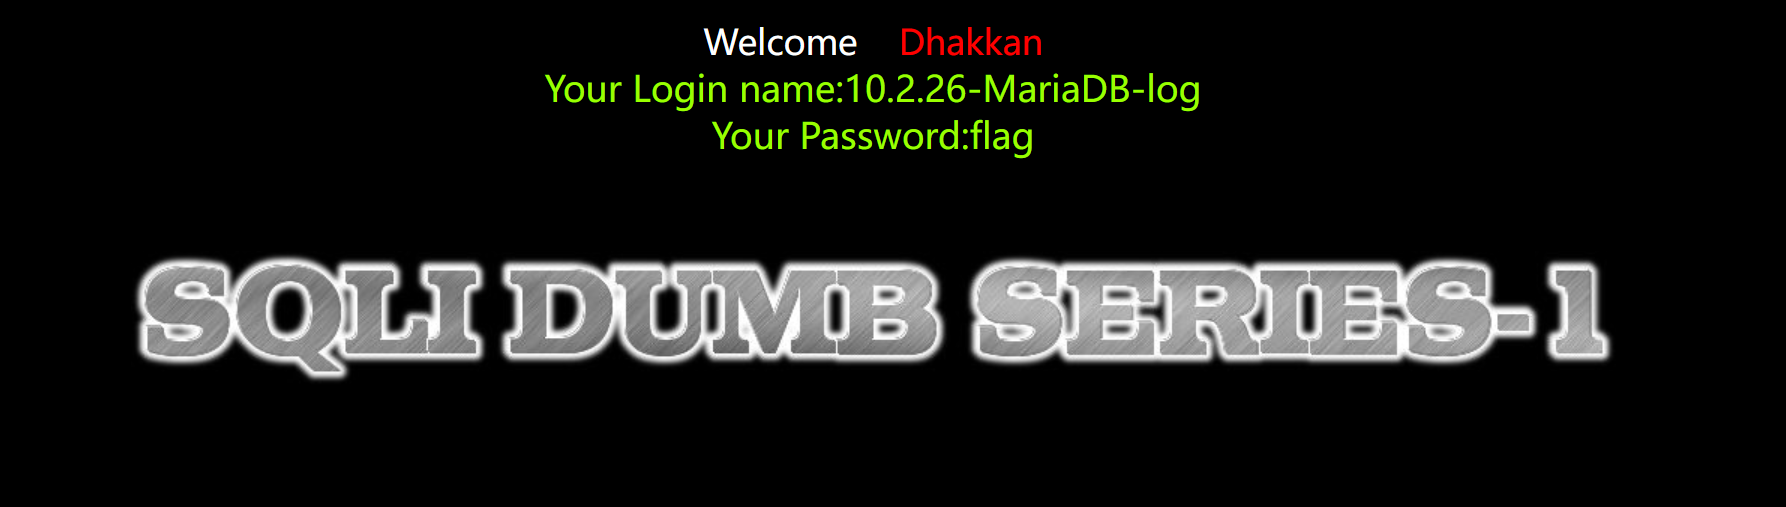 Welcome Dhakkan
Your Login name:10.2.26-MariaDB-log
Your Password:flag
SQLI DUMB SERIES-1